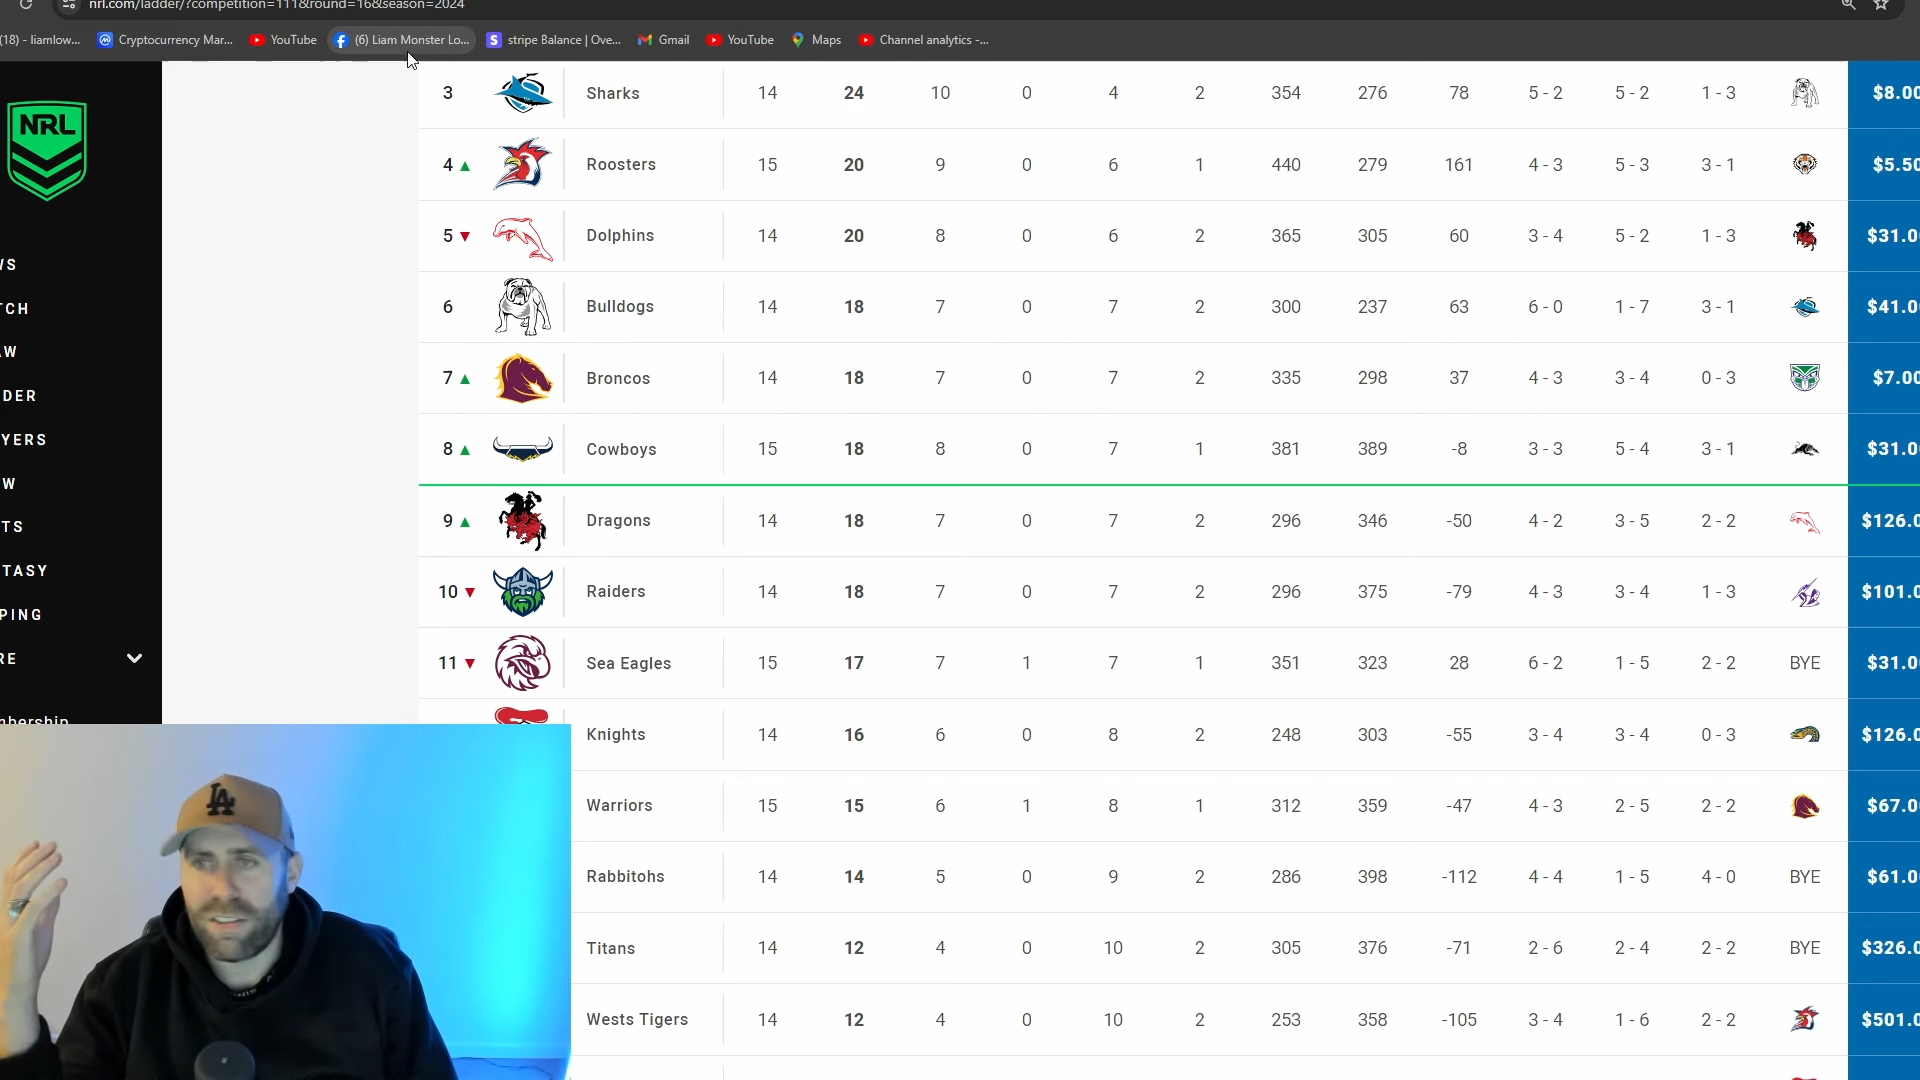 nrl.com/ladder/?competition=111&round=16&season=2024
(18) - liamlow... Cryptocurrency Mar... YouTube (6) Liam Monster Lo... stripe Balance | Ove... Gmail YouTube Maps Channel analytics -...
NRL
WS
TCH
AW
DER
YERS
W
TS
TASY
PING
RE
mbership
3 Sharks 14 24 10 0 4 2 354 276 78 5 - 2 5 - 2 1 - 3 $8.00
4 Roosters 15 20 9 0 6 1 440 279 161 4 - 3 5 - 3 3 - 1 $5.50
5 Dolphins 14 20 8 0 6 2 365 305 60 3 - 4 5 - 2 1 - 3 $31.0
6 Bulldogs 14 18 7 0 7 2 300 237 63 6 - 0 1 - 7 3 - 1 $41.0
7 Broncos 14 18 7 0 7 2 335 298 37 4 - 3 3 - 4 0 - 3 $7.00
8 Cowboys 15 18 8 0 7 1 381 389 -8 3 - 3 5 - 4 3 - 1 $31.0
9 Dragons 14 18 7 0 7 2 296 346 -50 4 - 2 3 - 5 2 - 2 $126.0
10 Raiders 14 18 7 0 7 2 296 375 -79 4 - 3 3 - 4 1 - 3 $101.0
11 Sea Eagles 15 17 7 1 7 1 351 323 28 6 - 2 1 - 5 2 - 2 BYE $31.0
Knights 14 16 6 0 8 2 248 303 -55 3 - 4 3 - 4 0 - 3 $126.0
Warriors 15 15 6 1 8 1 312 359 -47 4 - 3 2 - 5 2 - 2 $67.0
Rabbitohs 14 14 5 0 9 2 286 398 -112 4 - 4 1 - 5 4 - 0 BYE $61.0
Titans 14 12 4 0 10 2 305 376 -71 2 - 6 2 - 4 2 - 2 BYE $326.0
Wests Tigers 14 12 4 0 10 2 253 358 -105 3 - 4 1 - 6 2 - 2 $501.0
LA